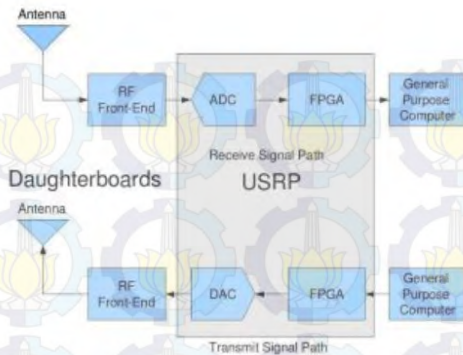 Antenna
RF
Front-End
ADC
FPGA
General
Purpose
Computer
Receive Signal Path
Daughterboards
USRP
Antenna
RF
Front-End
DAC
FPGA
General
Purpose
Computer
Transmit Signal Path